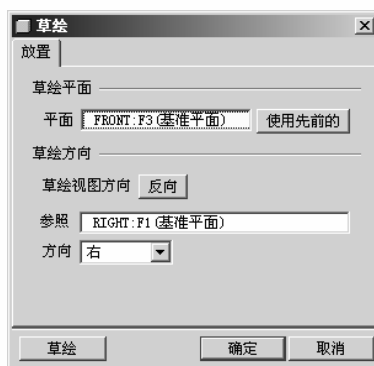 草绘
放置
草绘平面
平面 FRONT:F3(基准平面) 使用先前的
草绘方向
草绘视图方向 反向
参照 RIGHT:F1(基准平面)
方向 右
草绘 确定 取消